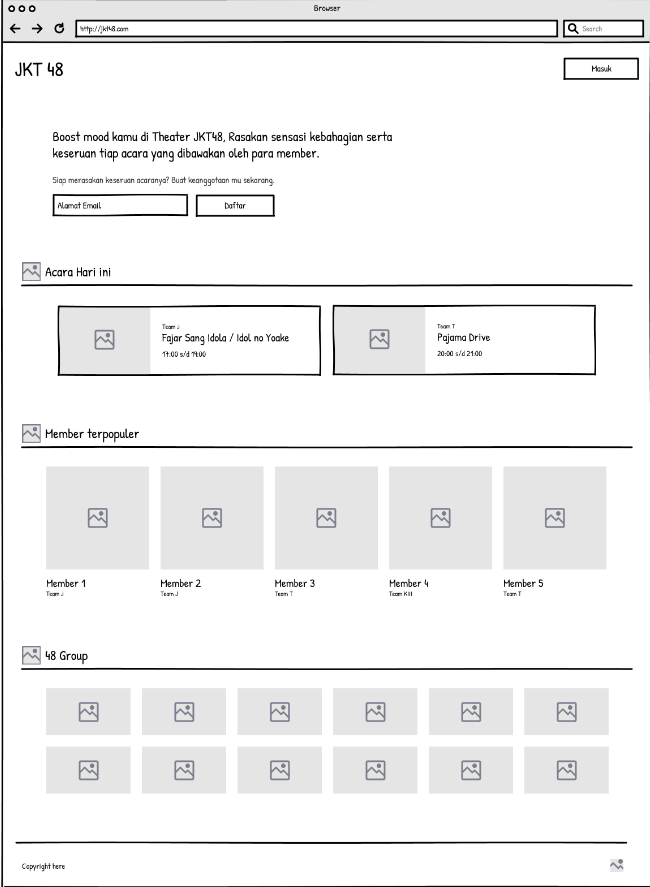 Browser
http://jkt48.com
Search
JKT 48
Masuk
Boost mood kamu di Theater JKT48, Rasakan sensasi kebahagian serta
keseruan tiap acara yang dibawakan oleh para member.
Siap merasakan keseruan acaranya? Buat keanggotaan mu sekarang.
Alamat Email
Daftar
Acara Hari ini
Team J
Fajar Sang Idola / Idol no Yoake
17:00 s/d 19:00
Team T
Pajama Drive
20:00 s/d 21:00
Member terpopuler
Member 1
Team J
Member 2
Team J
Member 3
Team T
Member 4
Team KIII
Member 5
Team T
48 Group
Copyright here